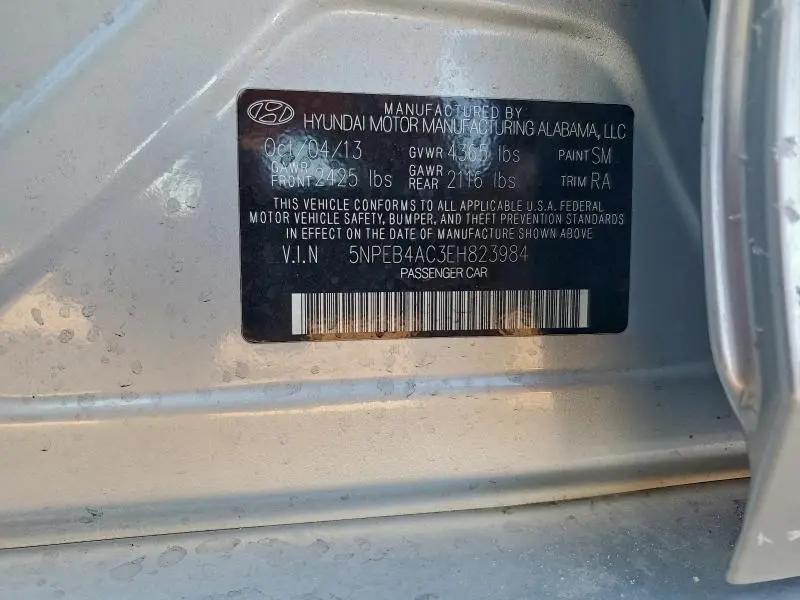 MANUFACTURED BY
HYUNDAI MOTOR MANUFACTURING ALABAMA, LLC
Oct/04/13 GVWR 4365 lbs PAINT SM
GAWR FRONT 2425 lbs GAWR REAR 2116 lbs TRIM RA
THIS VEHICLE CONFORMS TO ALL APPLICABLE U.S.A. FEDERAL
MOTOR VEHICLE SAFETY, BUMPER, AND THEFT PREVENTION STANDARDS
IN EFFECT ON THE DATE OF MANUFACTURE SHOWN ABOVE
V.I.N 5NPEB4AC3EH823984
PASSENGER CAR